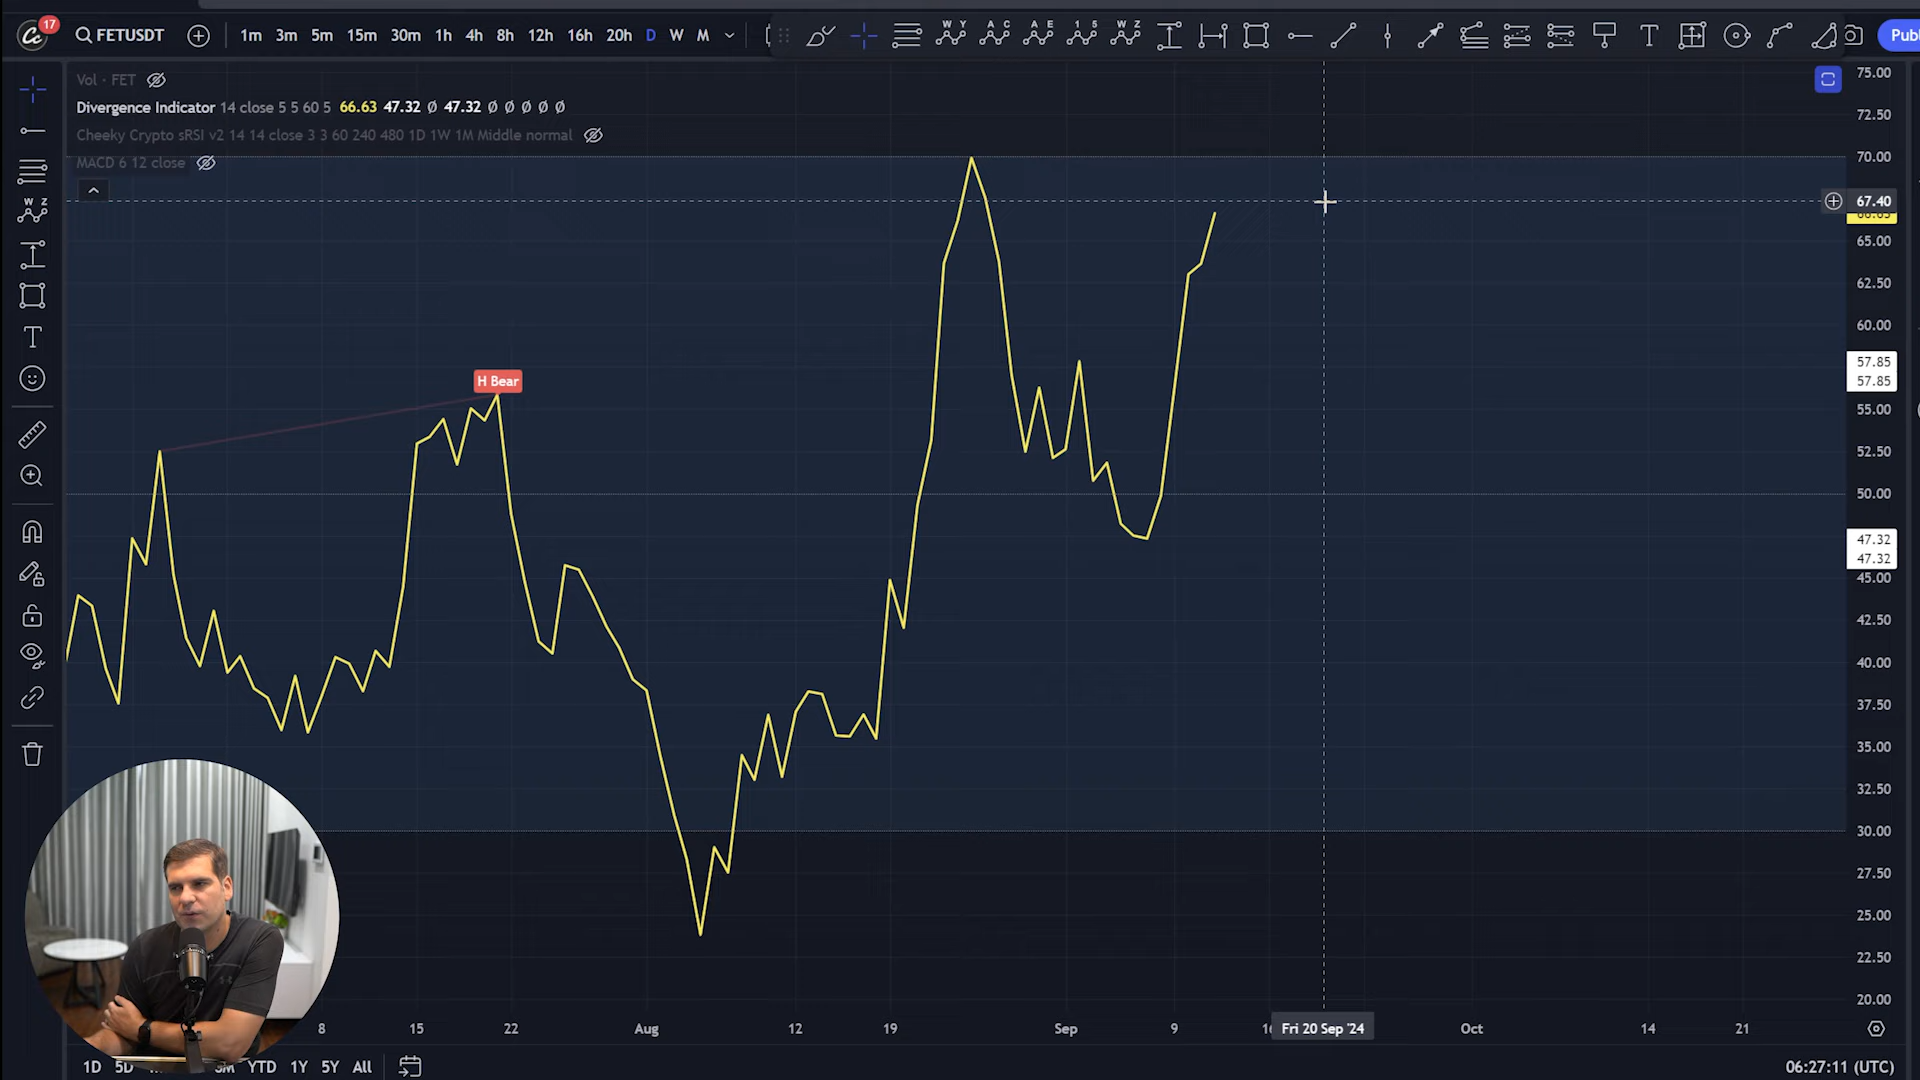 17
FETUSDT 1m 3m 5m 15m 30m 1h 4h 8h 12h 16h 20h D W M
W Y A C A E 1 5 W Z T Publ
Vol · FET
Divergence Indicator 14 close 5 5 60 5 66.63 47.32 Ø 47.32 Ø Ø Ø Ø Ø
Cheeky Crypto sRSI v2 14 14 close 3 3 60 240 480 1D 1W 1M Middle normal
MACD 6 12 close
W Z
H Bear
75.00
72.50
70.00
67.40
66.63
65.00
62.50
60.00
57.85
57.85
55.00
52.50
50.00
47.32
47.32
45.00
42.50
40.00
37.50
35.00
32.50
30.00
27.50
25.00
22.50
20.00
8 15 22 Aug 12 19 Sep 9 Fri 20 Sep '24 Oct 14 21
1D 5D YTD 1Y 5Y All
06:27:11 (UTC)